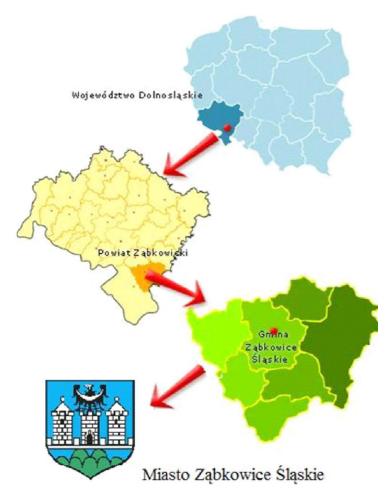 Województwo Dolnośląskie
Powiat Ząbkowicki
Gmina
Ząbkowice
Śląskie
Miasto Ząbkowice Śląskie